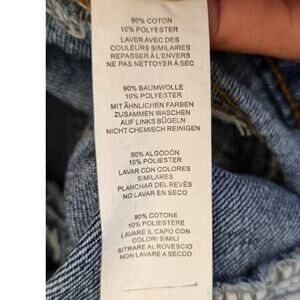 90% COTON
10% POLYESTER
LAVER AVEC DES
COULEURS SIMILAIRES
REPASSER À L'ENVERS
NE PAS NETTOYER À SEC
90% BAUMWOLLE
10% POLYESTER
MIT ÄHNLICHEN FARBEN
ZUSAMMEN WASCHEN
AUF LINKS BÜGELN
NICHT CHEMISCH REINIGEN
90% ALGODÓN
10% POLIESTER
LAVAR CON COLORES
SIMILARES
PLANCHAR DEL REVÉS
NO LAVAR EN SECO
90% COTONE
10% POLIESTERE
LAVARE IL CAPO CON
COLORI SIMILI
SITRARE AL ROVESCIO
NON LAVARE A SECCO